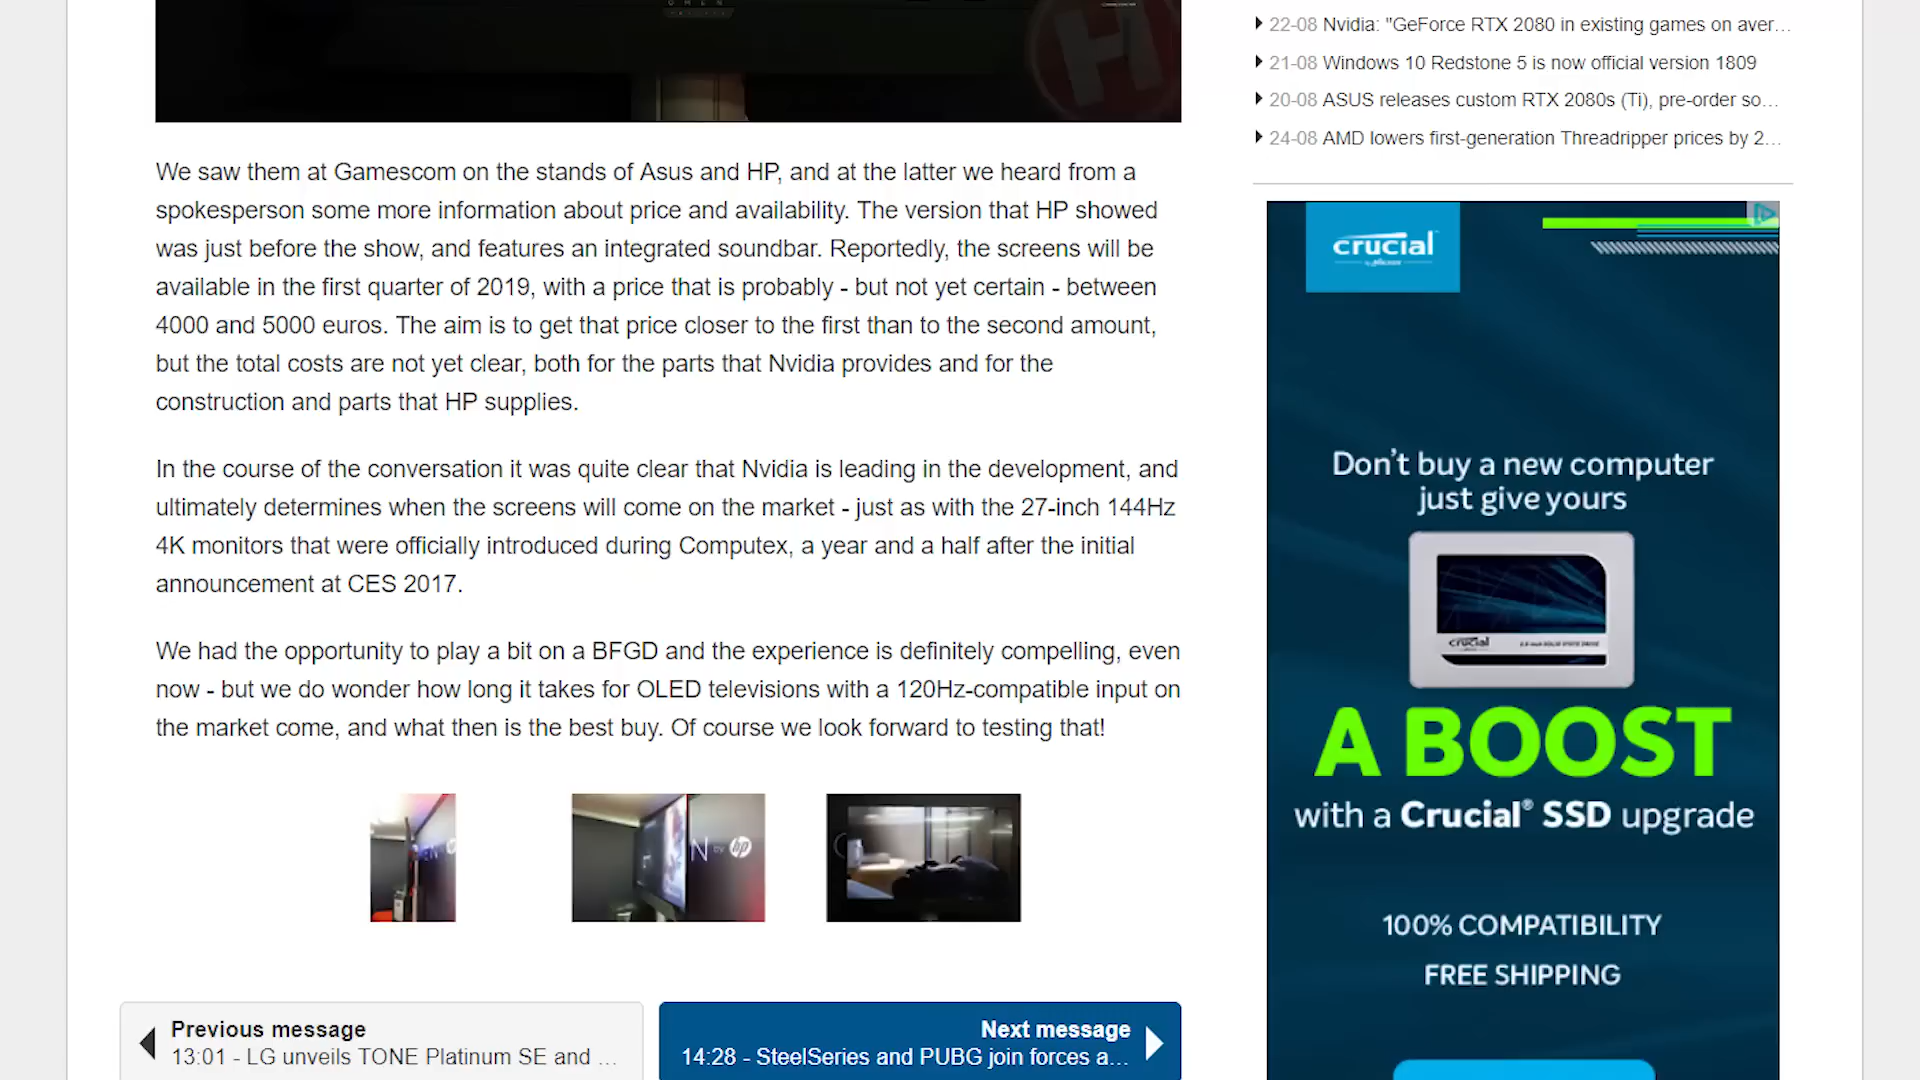 OMEN
We saw them at Gamescom on the stands of Asus and HP, and at the latter we heard from a
spokesperson some more information about price and availability. The version that HP showed
was just before the show, and features an integrated soundbar. Reportedly, the screens will be
available in the first quarter of 2019, with a price that is probably - but not yet certain - between
4000 and 5000 euros. The aim is to get that price closer to the first than to the second amount,
but the total costs are not yet clear, both for the parts that Nvidia provides and for the
construction and parts that HP supplies.
In the course of the conversation it was quite clear that Nvidia is leading in the development, and
ultimately determines when the screens will come on the market - just as with the 27-inch 144Hz
4K monitors that were officially introduced during Computex, a year and a half after the initial
announcement at CES 2017.
We had the opportunity to play a bit on a BFGD and the experience is definitely compelling, even
now - but we do wonder how long it takes for OLED televisions with a 120Hz-compatible input on
the market come, and what then is the best buy. Of course we look forward to testing that!
N by hp
Previous message
13:01 - LG unveils TONE Platinum SE and ...
Next message
14:28 - SteelSeries and PUBG join forces a...
22-08 Nvidia: "GeForce RTX 2080 in existing games on aver...
21-08 Windows 10 Redstone 5 is now official version 1809
20-08 ASUS releases custom RTX 2080s (Ti), pre-order so...
24-08 AMD lowers first-generation Threadripper prices by 2...
crucial
by Micron
Don't buy a new computer
just give yours
crucial
A BOOST
with a Crucial® SSD upgrade
100% COMPATIBILITY
FREE SHIPPING